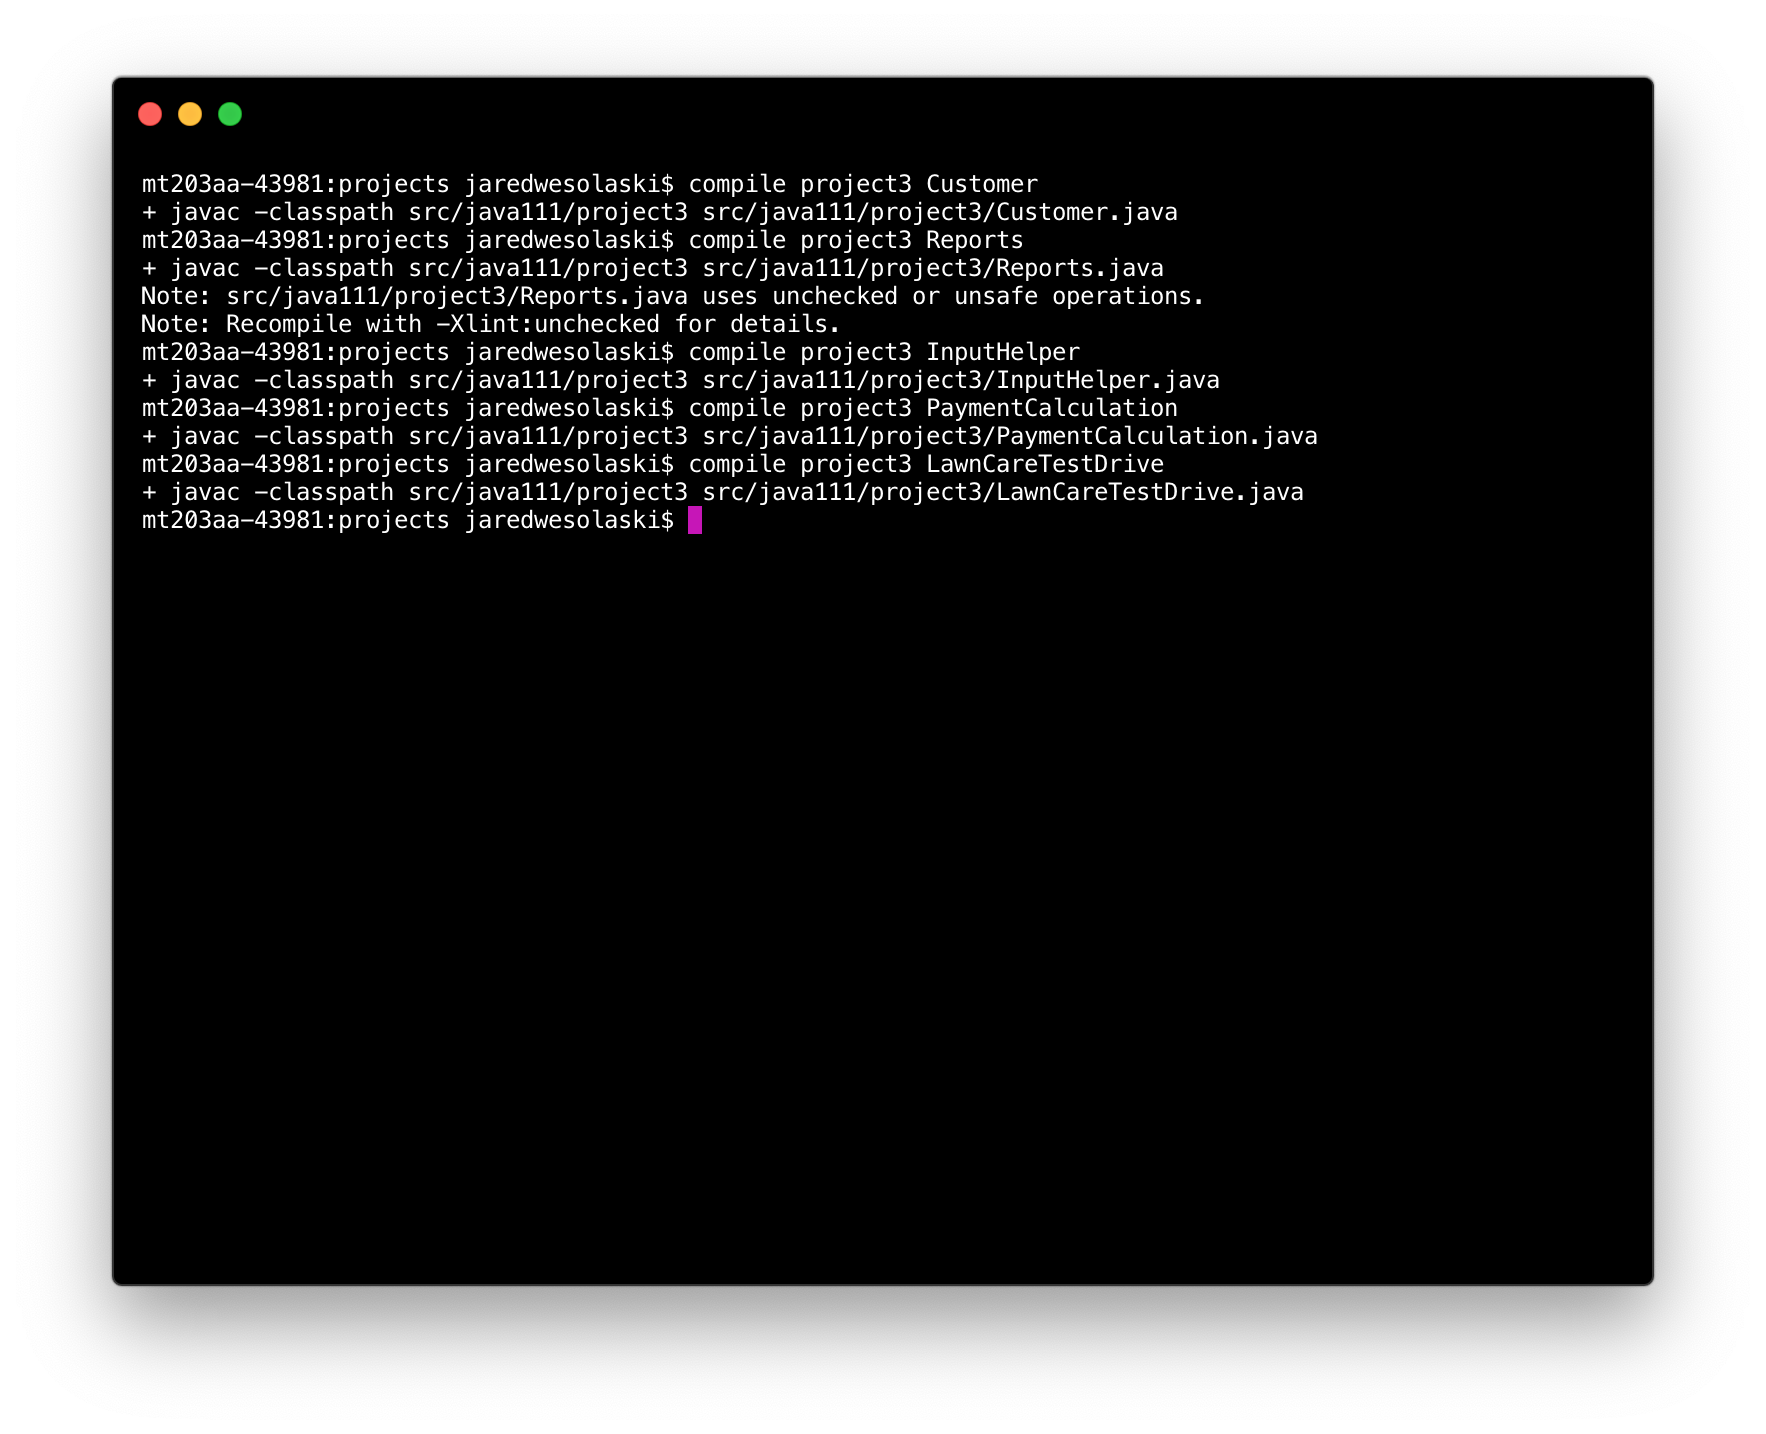 mt203aa-43981:projects jaredwesolaski$ compile project3 Customer
+ javac -classpath src/java111/project3 src/java111/project3/Customer.java
mt203aa-43981:projects jaredwesolaski$ compile project3 Reports
+ javac -classpath src/java111/project3 src/java111/project3/Reports.java
Note: src/java111/project3/Reports.java uses unchecked or unsafe operations.
Note: Recompile with -Xlint:unchecked for details.
mt203aa-43981:projects jaredwesolaski$ compile project3 InputHelper
+ javac -classpath src/java111/project3 src/java111/project3/InputHelper.java
mt203aa-43981:projects jaredwesolaski$ compile project3 PaymentCalculation
+ javac -classpath src/java111/project3 src/java111/project3/PaymentCalculation.java
mt203aa-43981:projects jaredwesolaski$ compile project3 LawnCareTestDrive
+ javac -classpath src/java111/project3 src/java111/project3/LawnCareTestDrive.java
mt203aa-43981:projects jaredwesolaski$